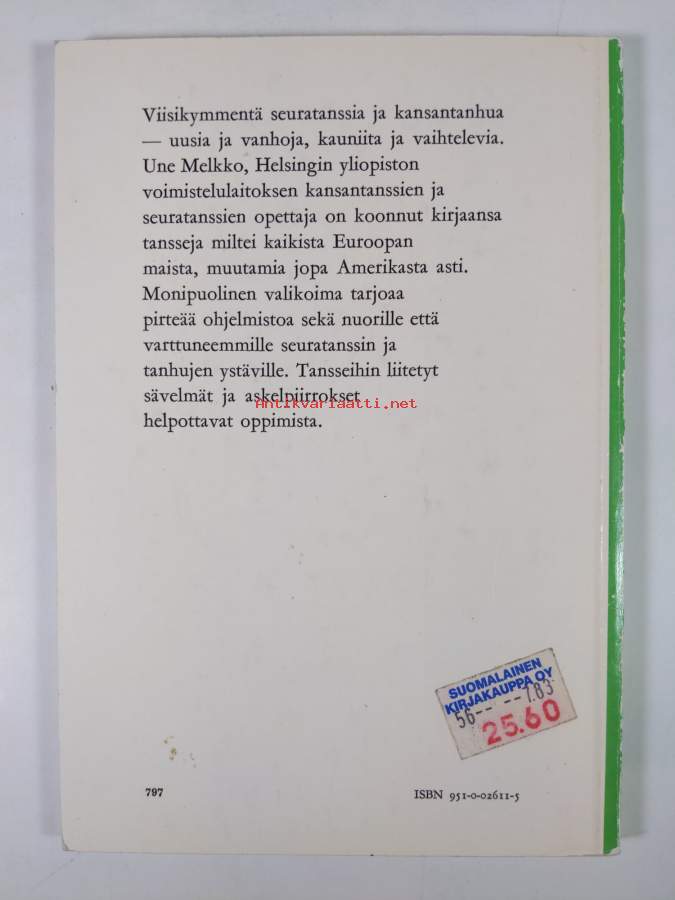 Viisikymmentä seuratanssia ja kansantanhua
— uusia ja vanhoja, kauniita ja vaihtelevia.
Une Melkko, Helsingin yliopiston
voimistelulaitoksen kansantanssien ja
seuratanssien opettaja on koonnut kirjaansa
tansseja miltei kaikista Euroopan
maista, muutamia jopa Amerikasta asti.
Monipuolinen valikoima tarjoaa
pirteää ohjelmistoa sekä nuorille että
varttuneemmille seuratanssin ja
tanhujen ystäville. Tansseihin liitetyt
sävelmät ja askelpiirrokset
Antikvariaatti.net
helpottavat oppimista.
SUOMALAINEN
KIRJAKAUPPA OY
56-- --7.83
25.60
797
ISBN 951-0-02611-5